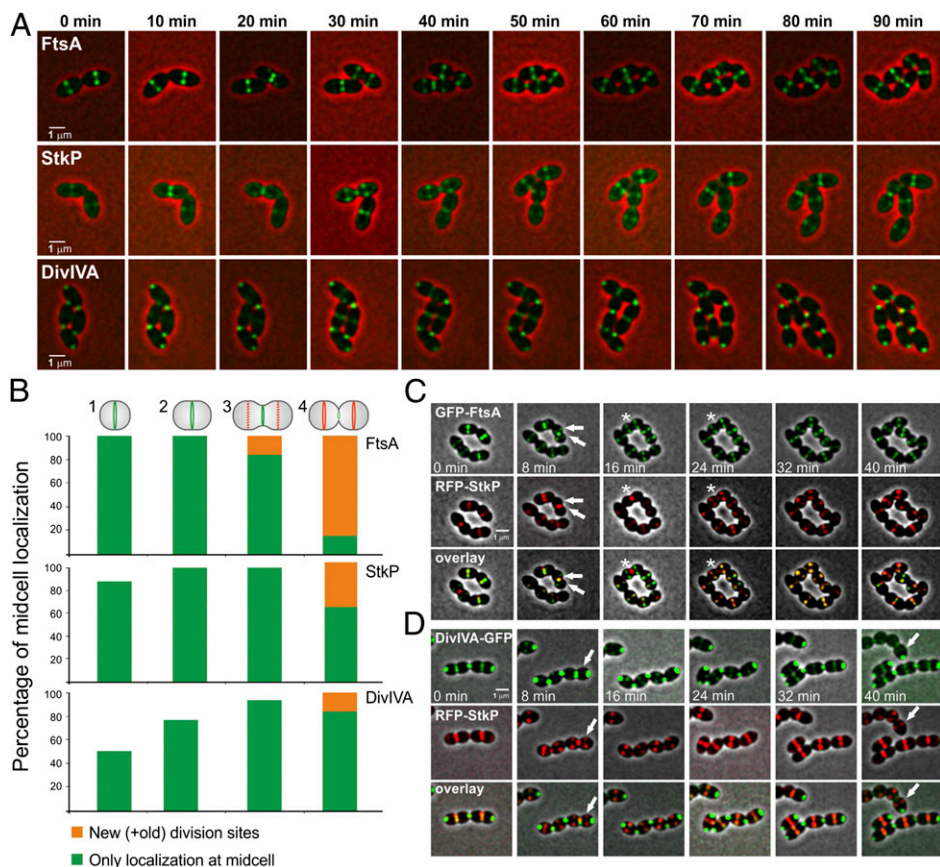 A
0 min 10 min 20 min 30 min 40 min 50 min 60 min 70 min 80 min 90 min
FtsA
1 µm
StkP
1 µm
DivIVA
1 µm
B
1 2 3 4
Percentage of midcell localization
100
80
60
40
20
FtsA
100
80
60
40
20
StkP
100
80
60
40
20
DivIVA
New (+old) division sites
Only localization at midcell
C
GFP-FtsA
* *
0 min 8 min 16 min 24 min 32 min 40 min
RFP-StkP
* *
1 µm
overlay
* *
D
DivIVA-GFP
1 µm
0 min 8 min 16 min 24 min 32 min 40 min
RFP-StkP
overlay